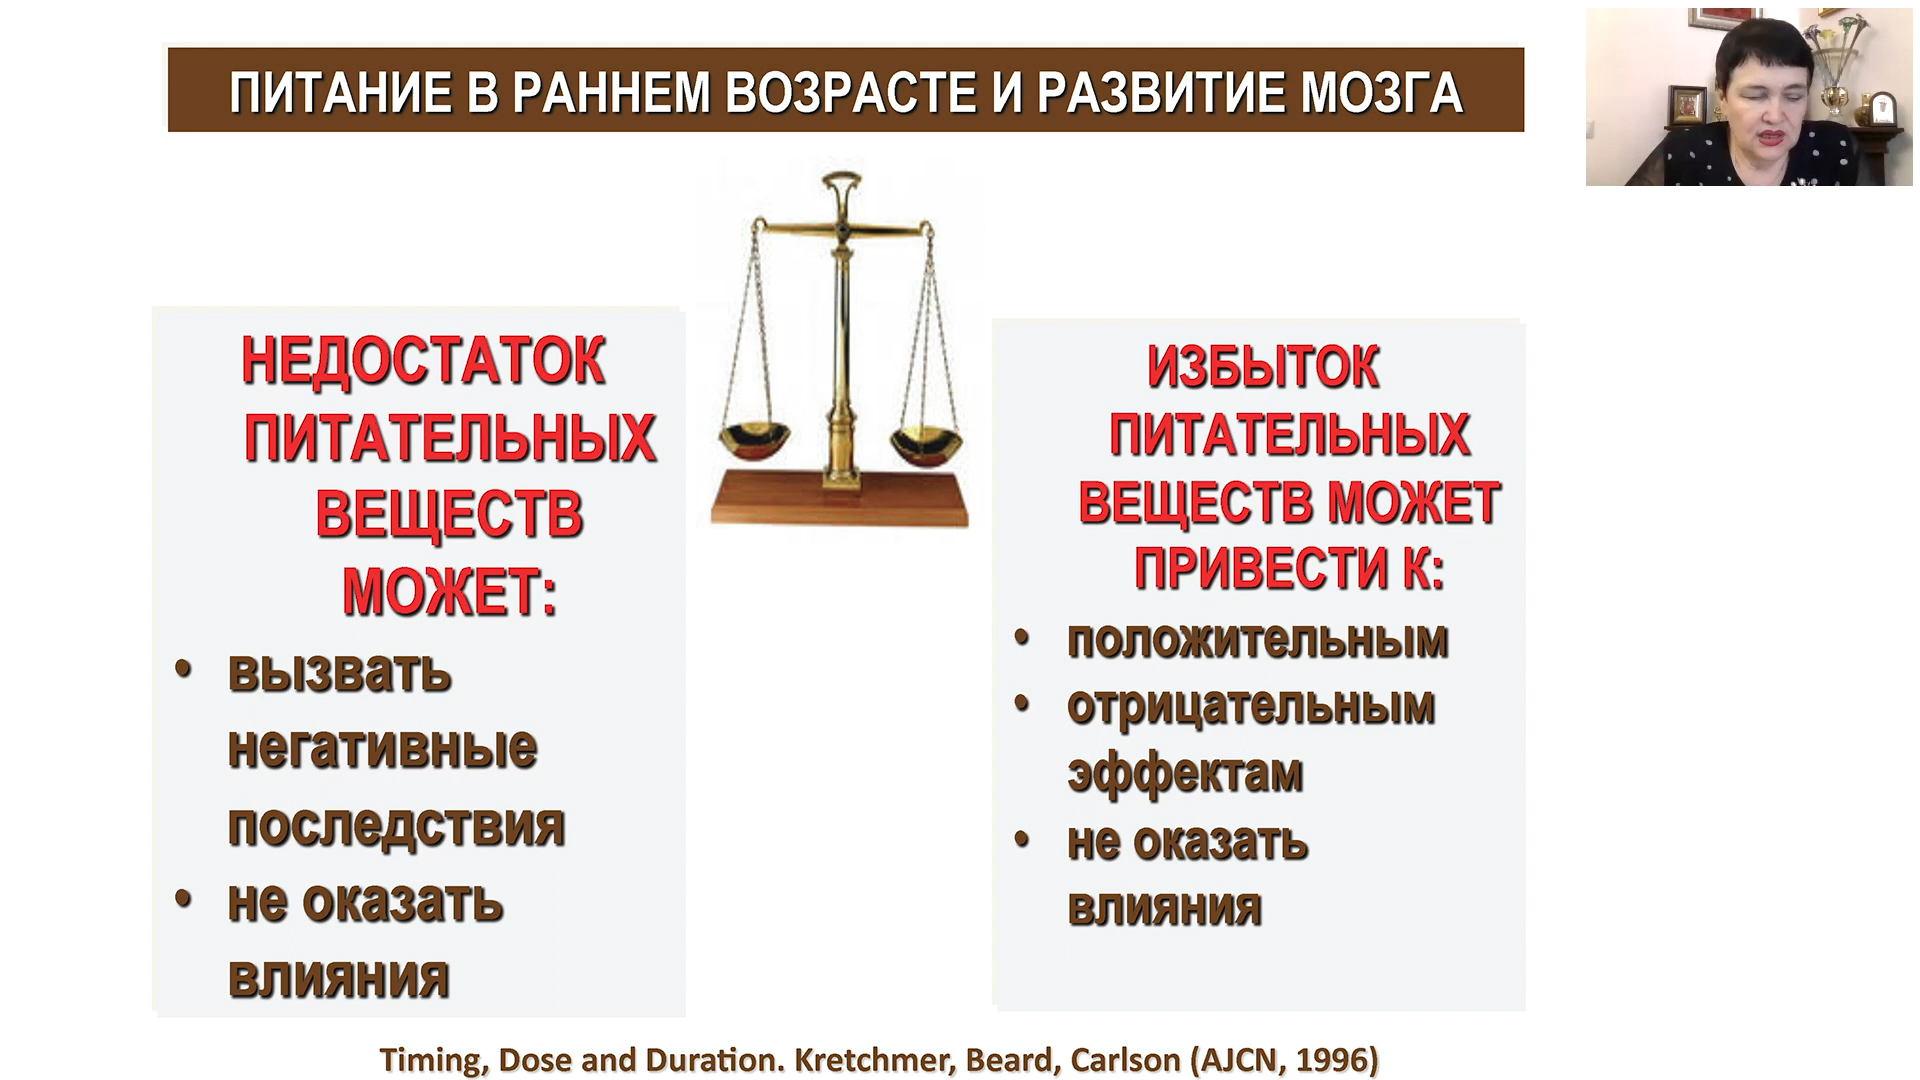 ПИТАНИЕ В РАННЕМ ВОЗРАСТЕ И РАЗВИТИЕ МОЗГА
НЕДОСТАТОК
ПИТАТЕЛЬНЫХ
ВЕЩЕСТВ
МОЖЕТ:
• вызвать
негативные
последствия
• не оказать
влияния
ИЗБЫТОК
ПИТАТЕЛЬНЫХ
ВЕЩЕСТВ МОЖЕТ
ПРИВЕСТИ К:
• положительным
• отрицательным
эффектам
• не оказать
влияния
Timing, Dose and Duration. Kretchmer, Beard, Carlson (AJCN, 1996)